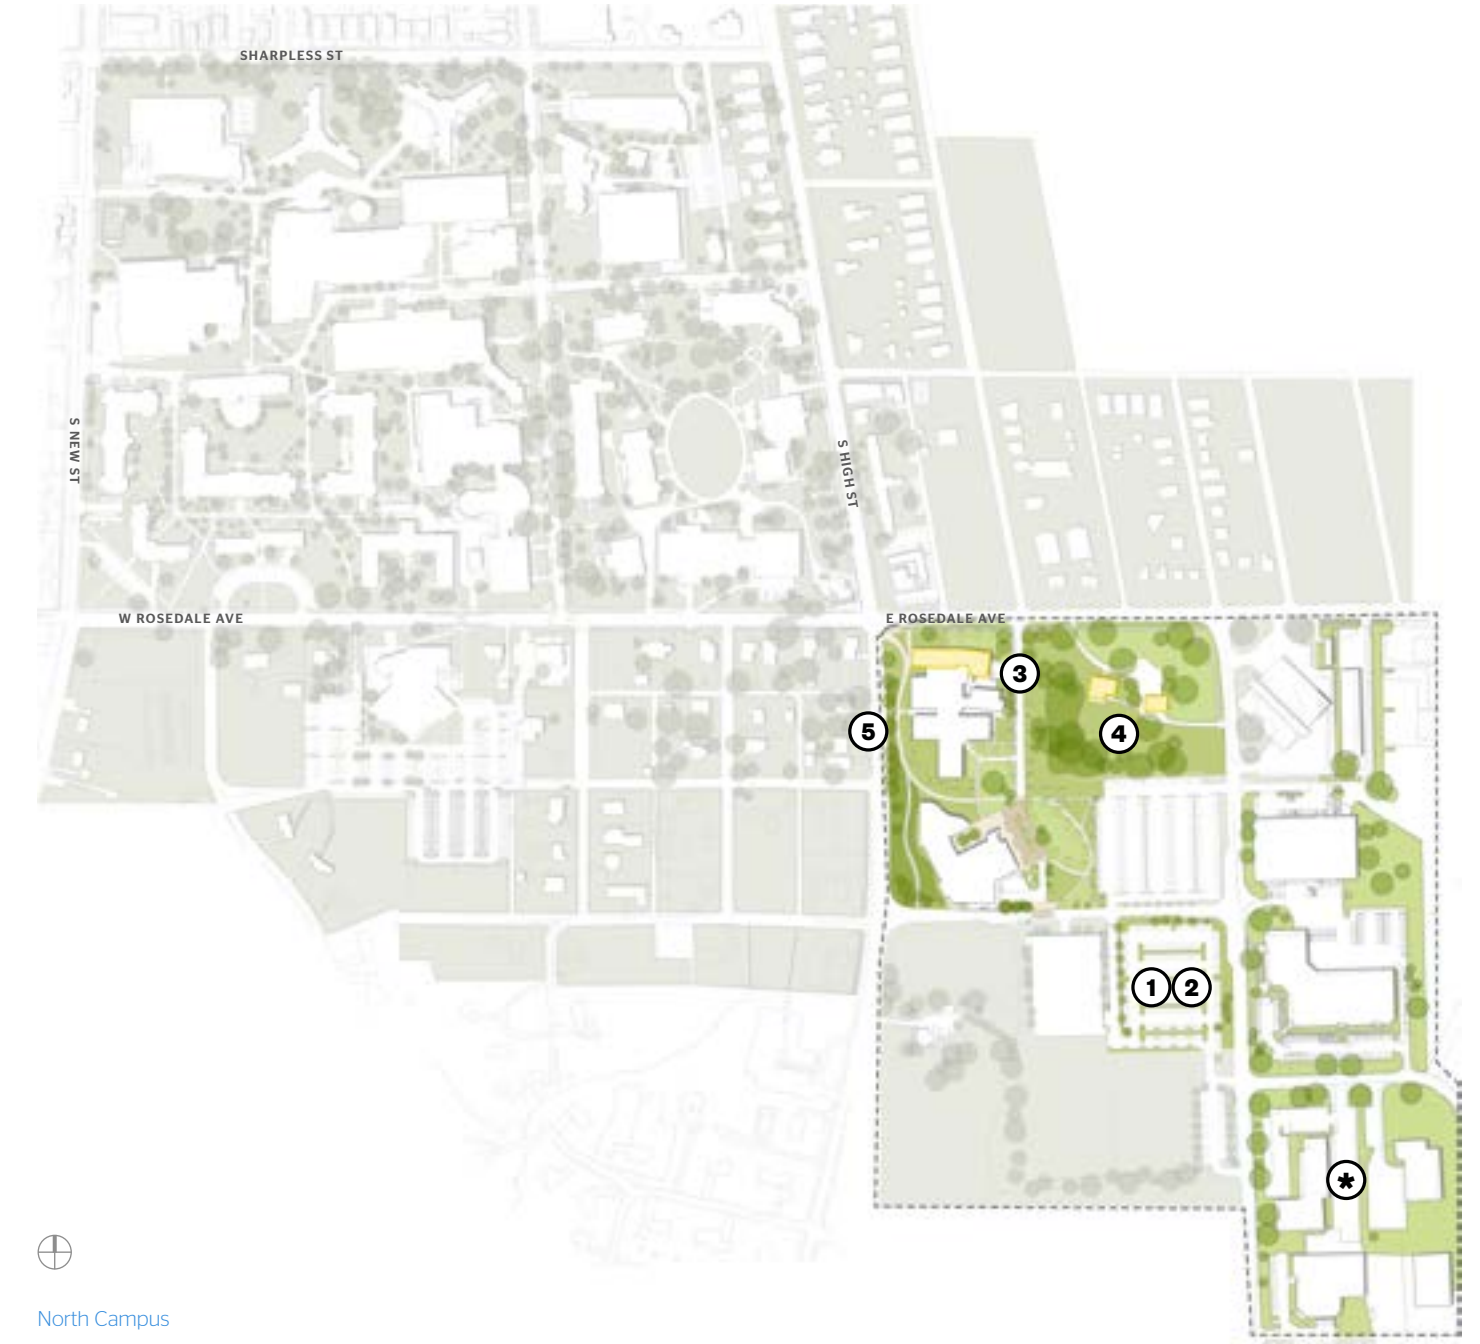 SHARPLESS ST
S NEW ST
S HIGH ST
W ROSEDALE AVE
E ROSEDALE AVE
3
5
4
1 2
*
North Campus